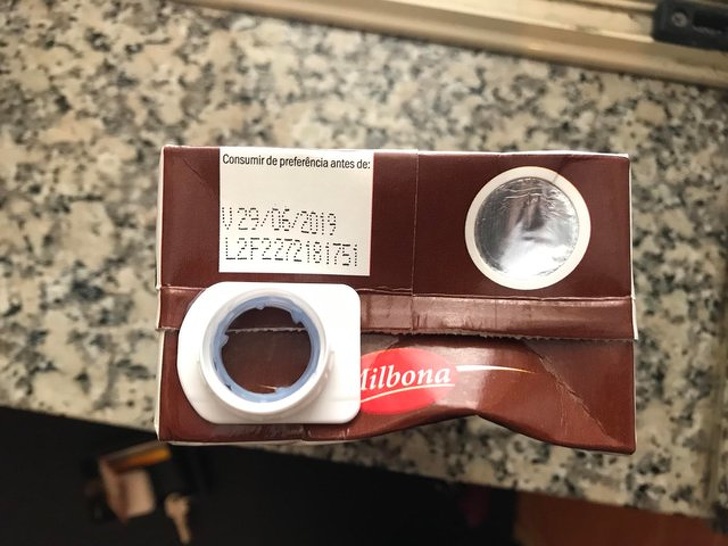 Consumir de preferência antes de:
V 29/06/2019
L2F2272181751
Milbona